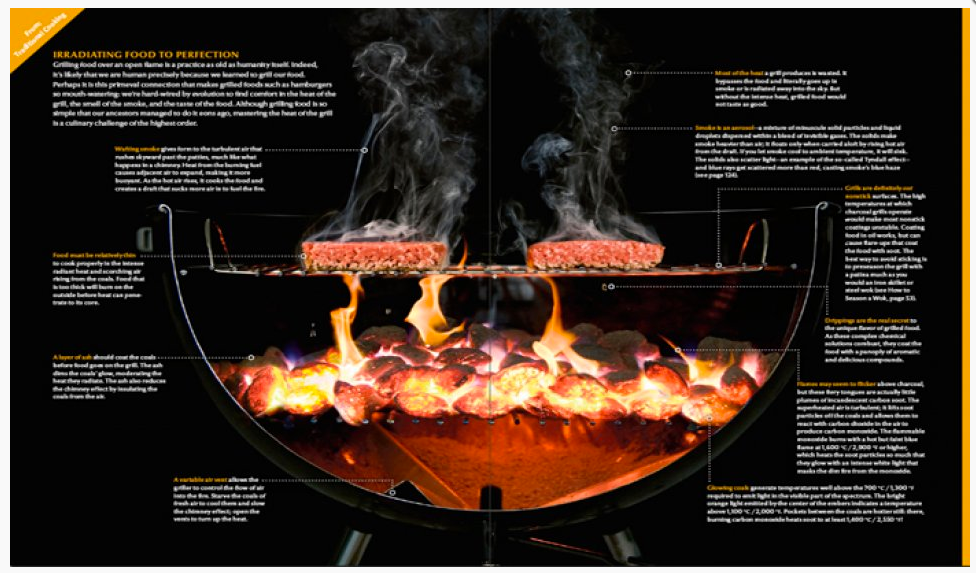 From
Traditional Cooking
IRRADIATING FOOD TO PERFECTION
Grilling food over an open flame is a practice as old as humanity itself. Indeed,
it's likely that we are human precisely because we learned to grill our food.
Perhaps it is this primeval connection that makes grilled foods such as hamburgers
so mouth-watering: we're hard-wired by evolution to find comfort in the heat of the
grill, the smell of the smoke, and the taste of the food. Although grilling food is so
simple that our ancestors managed to do it eons ago, mastering the heat of the grill
is a culinary challenge of the highest order.
Wafting smoke gives form to the turbulent air that
rushes skyward past the patties, much like what
happens in a chimney. Heat from the burning fuel
causes adjacent air to expand, making it more
buoyant. As the hot air rises, it cooks the food and
creates a draft that sucks more air in to fuel the fire.
Food must be relatively thin
to cook properly in the intense
radiant heat and scorching air
rising from the coals. Food that
is too thick will burn on the
outside before heat can pene-
trate to its core.
A layer of ash should coat the coals
before food goes on the grill. The ash
dims the coals' glow, moderating the
heat they radiate. The ash also reduces
the chimney effect by insulating the
coals from the air.
A variable air vent allows the
griller to control the flow of air
into the fire. Starve the coals of
fresh air to cool them and slow
the chimney effect; open the
vents to turn up the heat.
Most of the heat a grill produces is wasted. It
bypasses the food and literally goes up in
smoke or is radiated away into the sky. But
without the intense heat, grilled food would
not taste as good.
Smoke is an aerosol—a mixture of minuscule solid particles and liquid
droplets dispersed within a blend of invisible gases. The solids make
smoke heavier than air; it floats only when carried aloft by rising hot air
from the draft. If you let smoke cool to ambient temperature, it will sink.
The solids also scatter light—an example of the so-called Tyndall effect—
and blue rays get scattered more than red, casting smoke's blue haze
(see page 124).
Grills are definitely not
nonstick surfaces. The high
temperatures at which
charcoal grills operate
would make most nonstick
coatings unstable. Coating
food in oil works, but can
cause flare-ups that coat
the food with soot. The
best way to avoid sticking is
to preseason the grill with
a patina much as you
would an iron skillet or
steel wok (see How to
Season a Wok, page 53).
Drippings are the real secret to
the unique flavor of grilled food.
As these complex chemical
solutions combust, they coat the
food with a panoply of aromatic
and delicious compounds.
Flames may seem to flicker above charcoal,
but these fiery tongues are actually little
plumes of incandescent carbon soot. The
superheated air is turbulent; it lifts soot
particles off the coals and allows them to
react with carbon dioxide in the air to
produce carbon monoxide. The flammable
monoxide burns with a hot but faint blue
flame at 1,600 °C / 2,900 °F or higher,
which heats the soot particles so much that
they glow with an intense white light that
masks the dim fire from the monoxide.
Glowing coals generate temperatures well above the 700 °C / 1,300 °F
required to emit light in the visible part of the spectrum. The bright
orange light emitted by the center of the embers indicates a temperature
above 1,100 °C / 2,000 °F. Pockets between the coals are hotter still: there,
burning carbon monoxide heats soot to at least 1,400 °C / 2,550 °F!